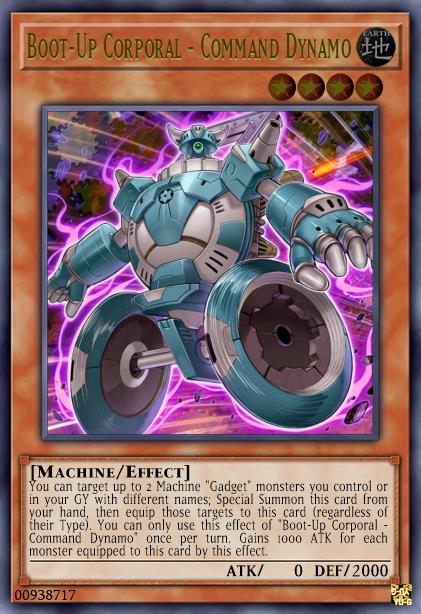 Boot-Up Corporal - Command Dynamo
EARTH
地
[Machine/Effect]
You can target up to 2 Machine "Gadget" monsters you control or
in your GY with different names; Special Summon this card from
your hand, then equip those targets to this card (regardless of
their Type). You can only use this effect of "Boot-Up Corporal -
Command Dynamo" once per turn. Gains 1000 ATK for each
monster equipped to this card by this effect.
ATK/ 0 DEF/2000
00938717